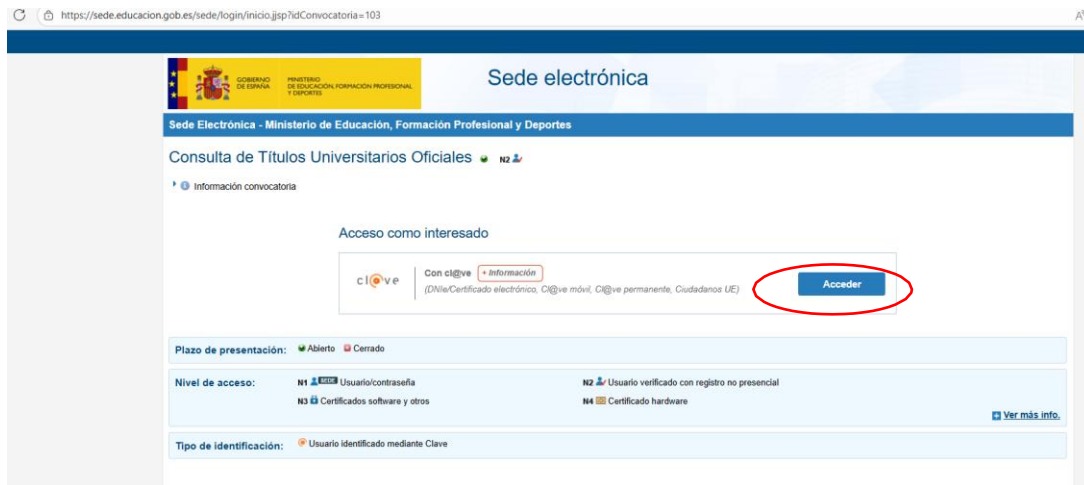 https://sede.educacion.gob.es/sede/login/inicio.jjsp?idConvocatoria=103
GOBIERNO
DE ESPAÑA
MINISTERIO
DE EDUCACIÓN, FORMACIÓN PROFESIONAL
Y DEPORTES
Sede electrónica
Sede Electrónica - Ministerio de Educación, Formación Profesional y Deportes
Consulta de Títulos Universitarios Oficiales N2
Información convocatoria
Acceso como interesado
cl@ve
Con cl@ve + Información
(DNIe/Certificado electrónico, Cl@ve móvil, Cl@ve permanente, Ciudadanos UE)
Acceder
Plazo de presentación: Abierto Cerrado
Nivel de acceso: N1 SEDE Usuario/contraseña N2 Usuario verificado con registro no presencial
N3 Certificados software y otros N4 Certificado hardware
Ver más info.
Tipo de identificación: Usuario identificado mediante Clave